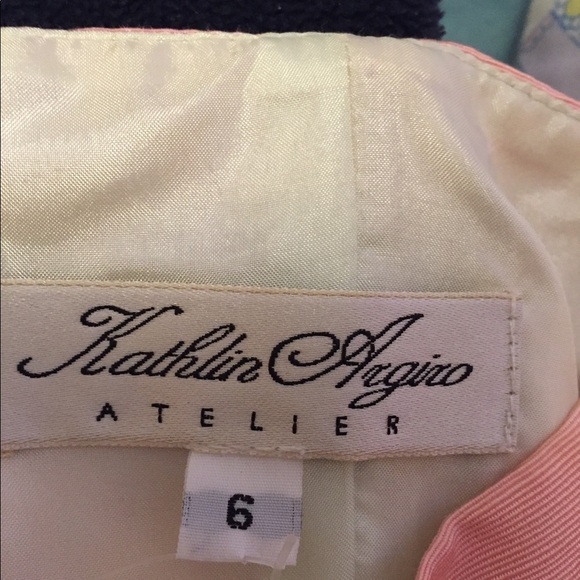 Kathlin Argiro
ATELIER
6